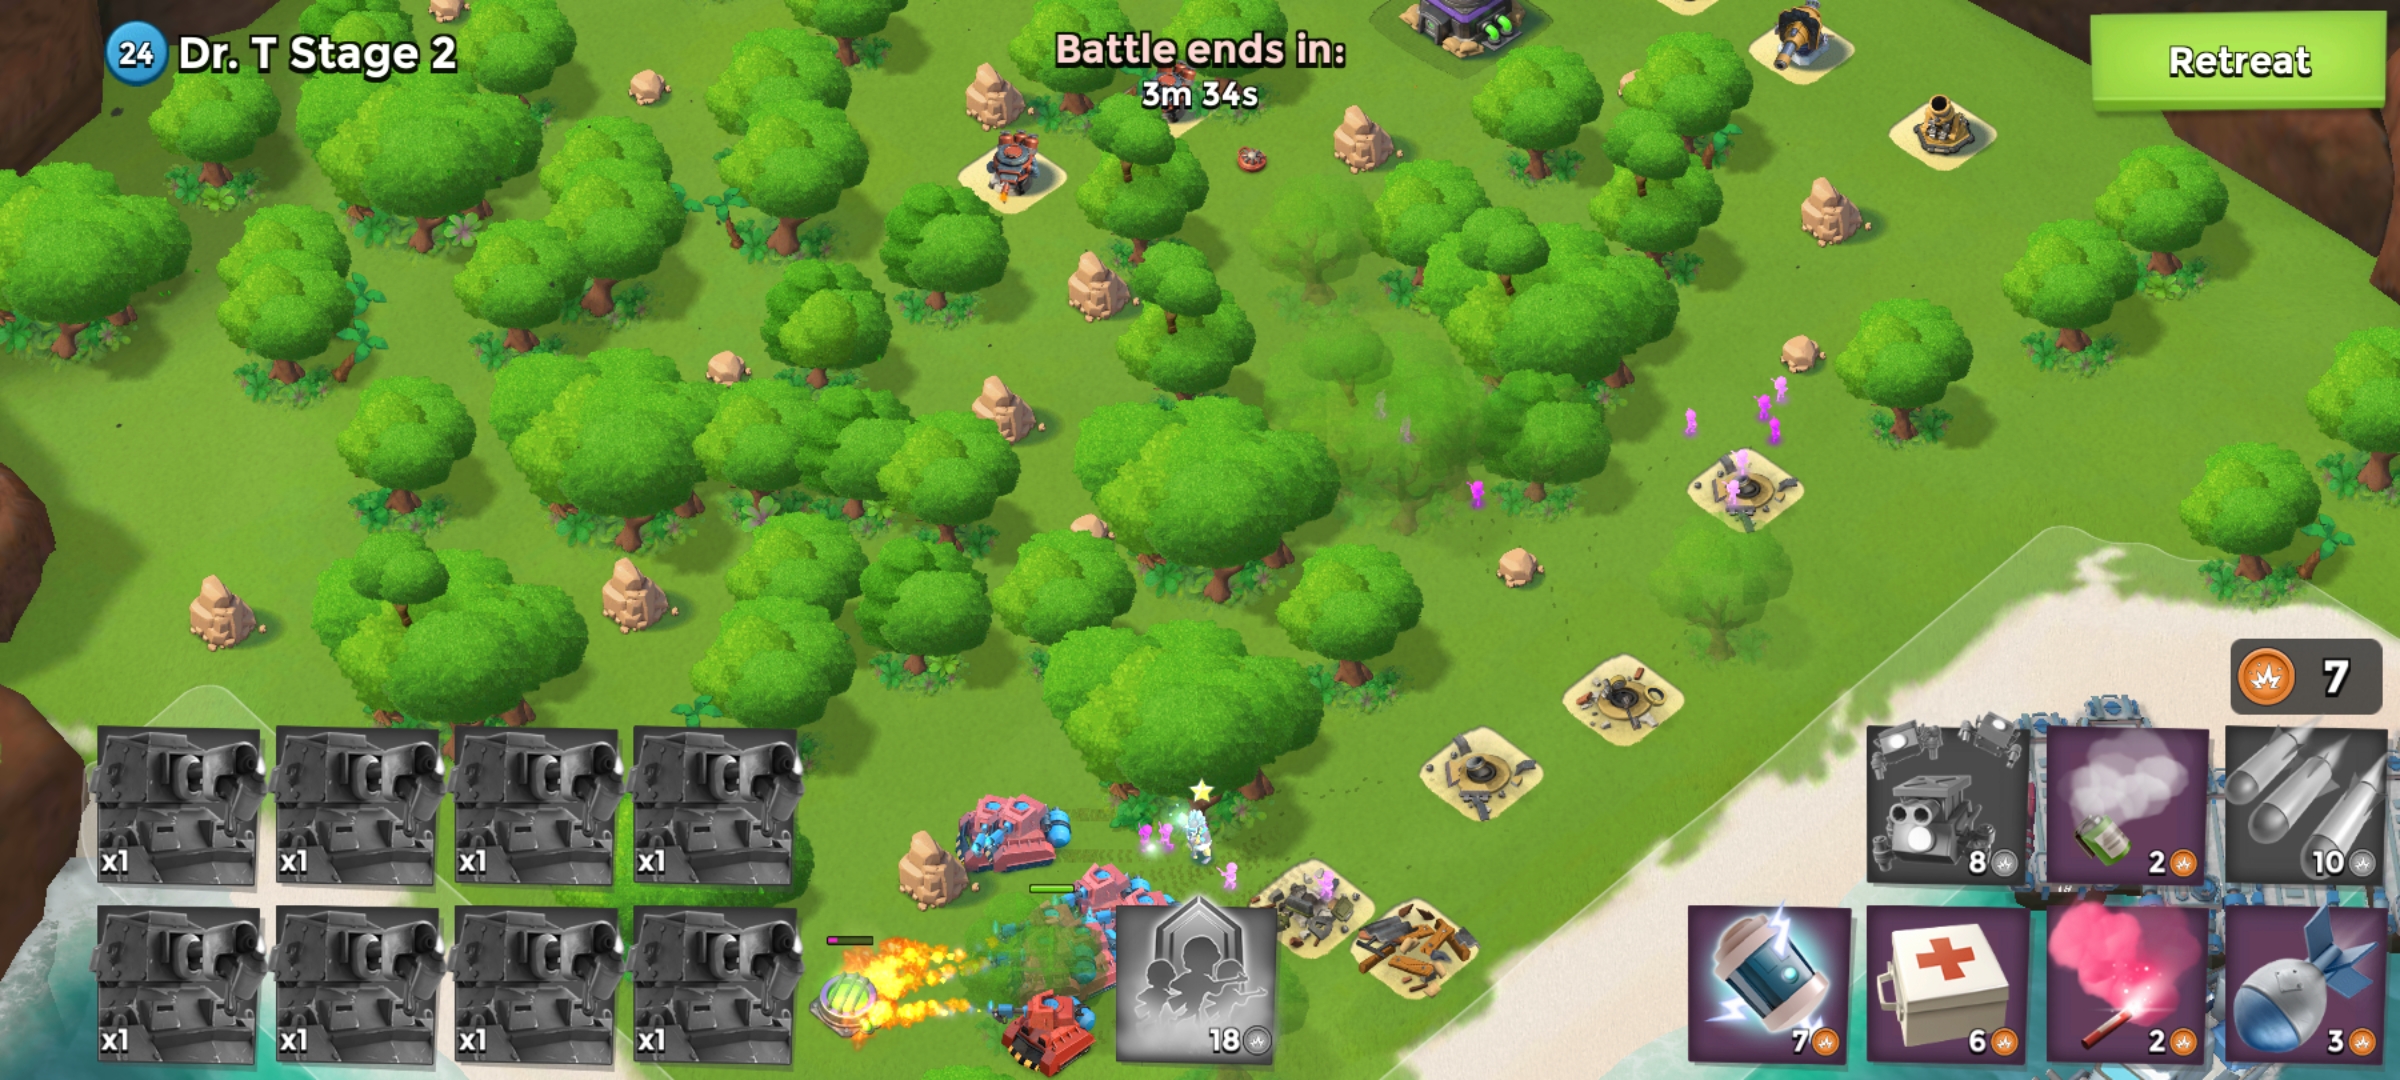 24 Dr. T Stage 2
Battle ends in:
3m 34s
Retreat
7
x1 x1 x1 x1
8 2 10
x1 x1 x1 x1
18
7 6 2 3